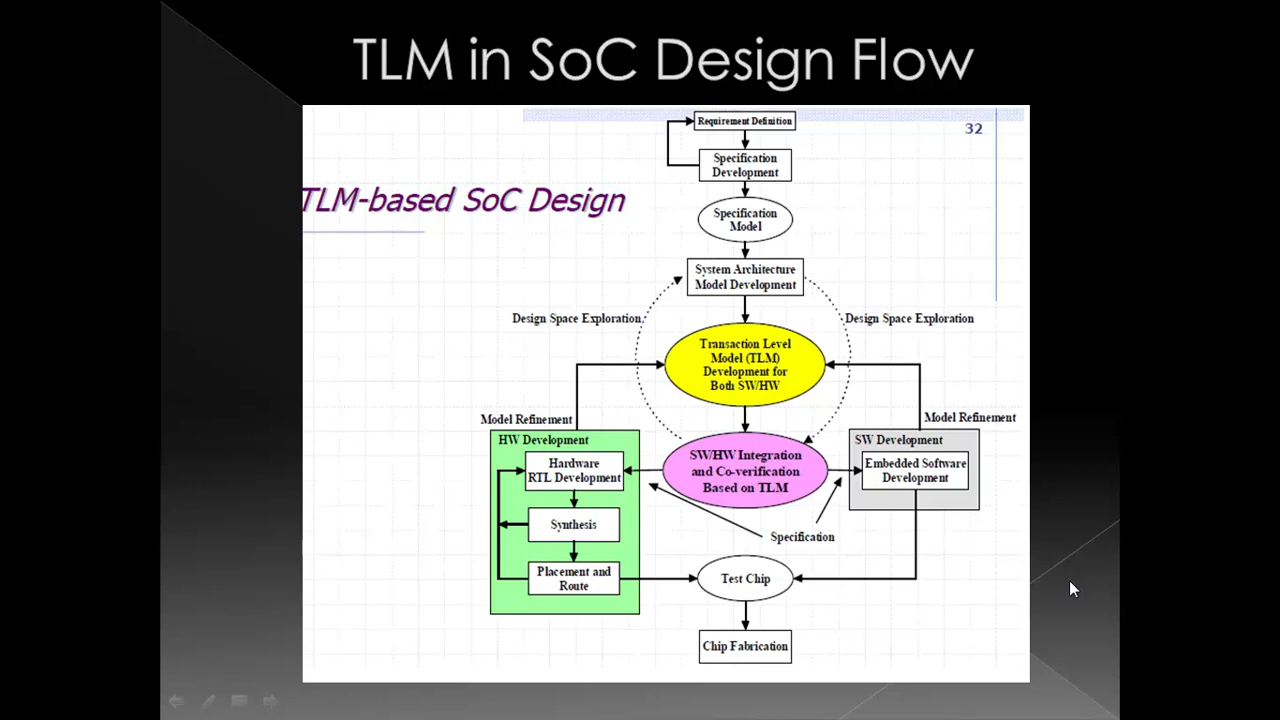 TLM in SoC Design Flow
32
Requirement Definition
Specification
Development
TLM-based SoC Design
Specification
Model
System Architecture
Model Development
Design Space Exploration
Design Space Exploration
Transaction Level
Model (TLM)
Development for
Both SW/HW
Model Refinement
Model Refinement
HW Development
Hardware
RTL Development
Synthesis
Placement and
Route
SW/HW Integration
and Co-verification
Based on TLM
SW Development
Embedded Software
Development
Specification
Test Chip
Chip Fabrication